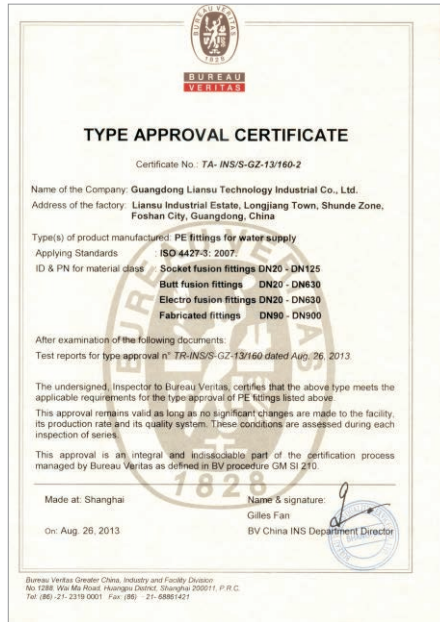 BUREAU VERITAS
1828
BUREAU
VERITAS
TYPE APPROVAL CERTIFICATE
Certificate No.: TA- INS/S-GZ-13/160-2
Name of the Company: Guangdong Liansu Technology Industrial Co., Ltd.
Address of the factory: Liansu Industrial Estate, Longjiang Town, Shunde Zone,
Foshan City, Guangdong, China
Type(s) of product manufactured: PE fittings for water supply
Applying Standards : ISO 4427-3: 2007.
ID & PN for material class : Socket fusion fittings DN20 - DN125
Butt fusion fittings DN20 - DN630
Electro fusion fittings DN20 - DN630
Fabricated fittings DN90 - DN900
After examination of the following documents:
Test reports for type approval n° TR-INS/S-GZ-13/160 dated Aug. 26, 2013.
The undersigned, Inspector to Bureau Veritas, certifies that the above type meets the
applicable requirements for the type approval of PE fittings listed above.
This approval remains valid as long as no significant changes are made to the facility,
its production rate and its quality system. These conditions are assessed during each
inspection of series.
This approval is an integral and indissociable part of the certification process
managed by Bureau Veritas as defined in BV procedure GM SI 210.
1828
Made at: Shanghai
Name & signature:
Gilles Fan
On: Aug. 26, 2013
BV China INS Department Director
Bureau Veritas Greater China, Industry and Facility Division
No 1288, Wai Ma Road, Huangpu District, Shanghai 200011, P.R.C.
Tel: (86) -21- 2319 0001 Fax: (86) - 21- 68861421